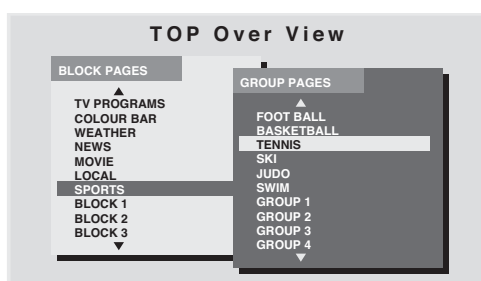 TOP Over View
BLOCK PAGES
TV PROGRAMS
COLOUR BAR
WEATHER
NEWS
MOVIE
LOCAL
SPORTS
BLOCK 1
BLOCK 2
BLOCK 3
GROUP PAGES
FOOT BALL
BASKETBALL
TENNIS
SKI
JUDO
SWIM
GROUP 1
GROUP 2
GROUP 3
GROUP 4